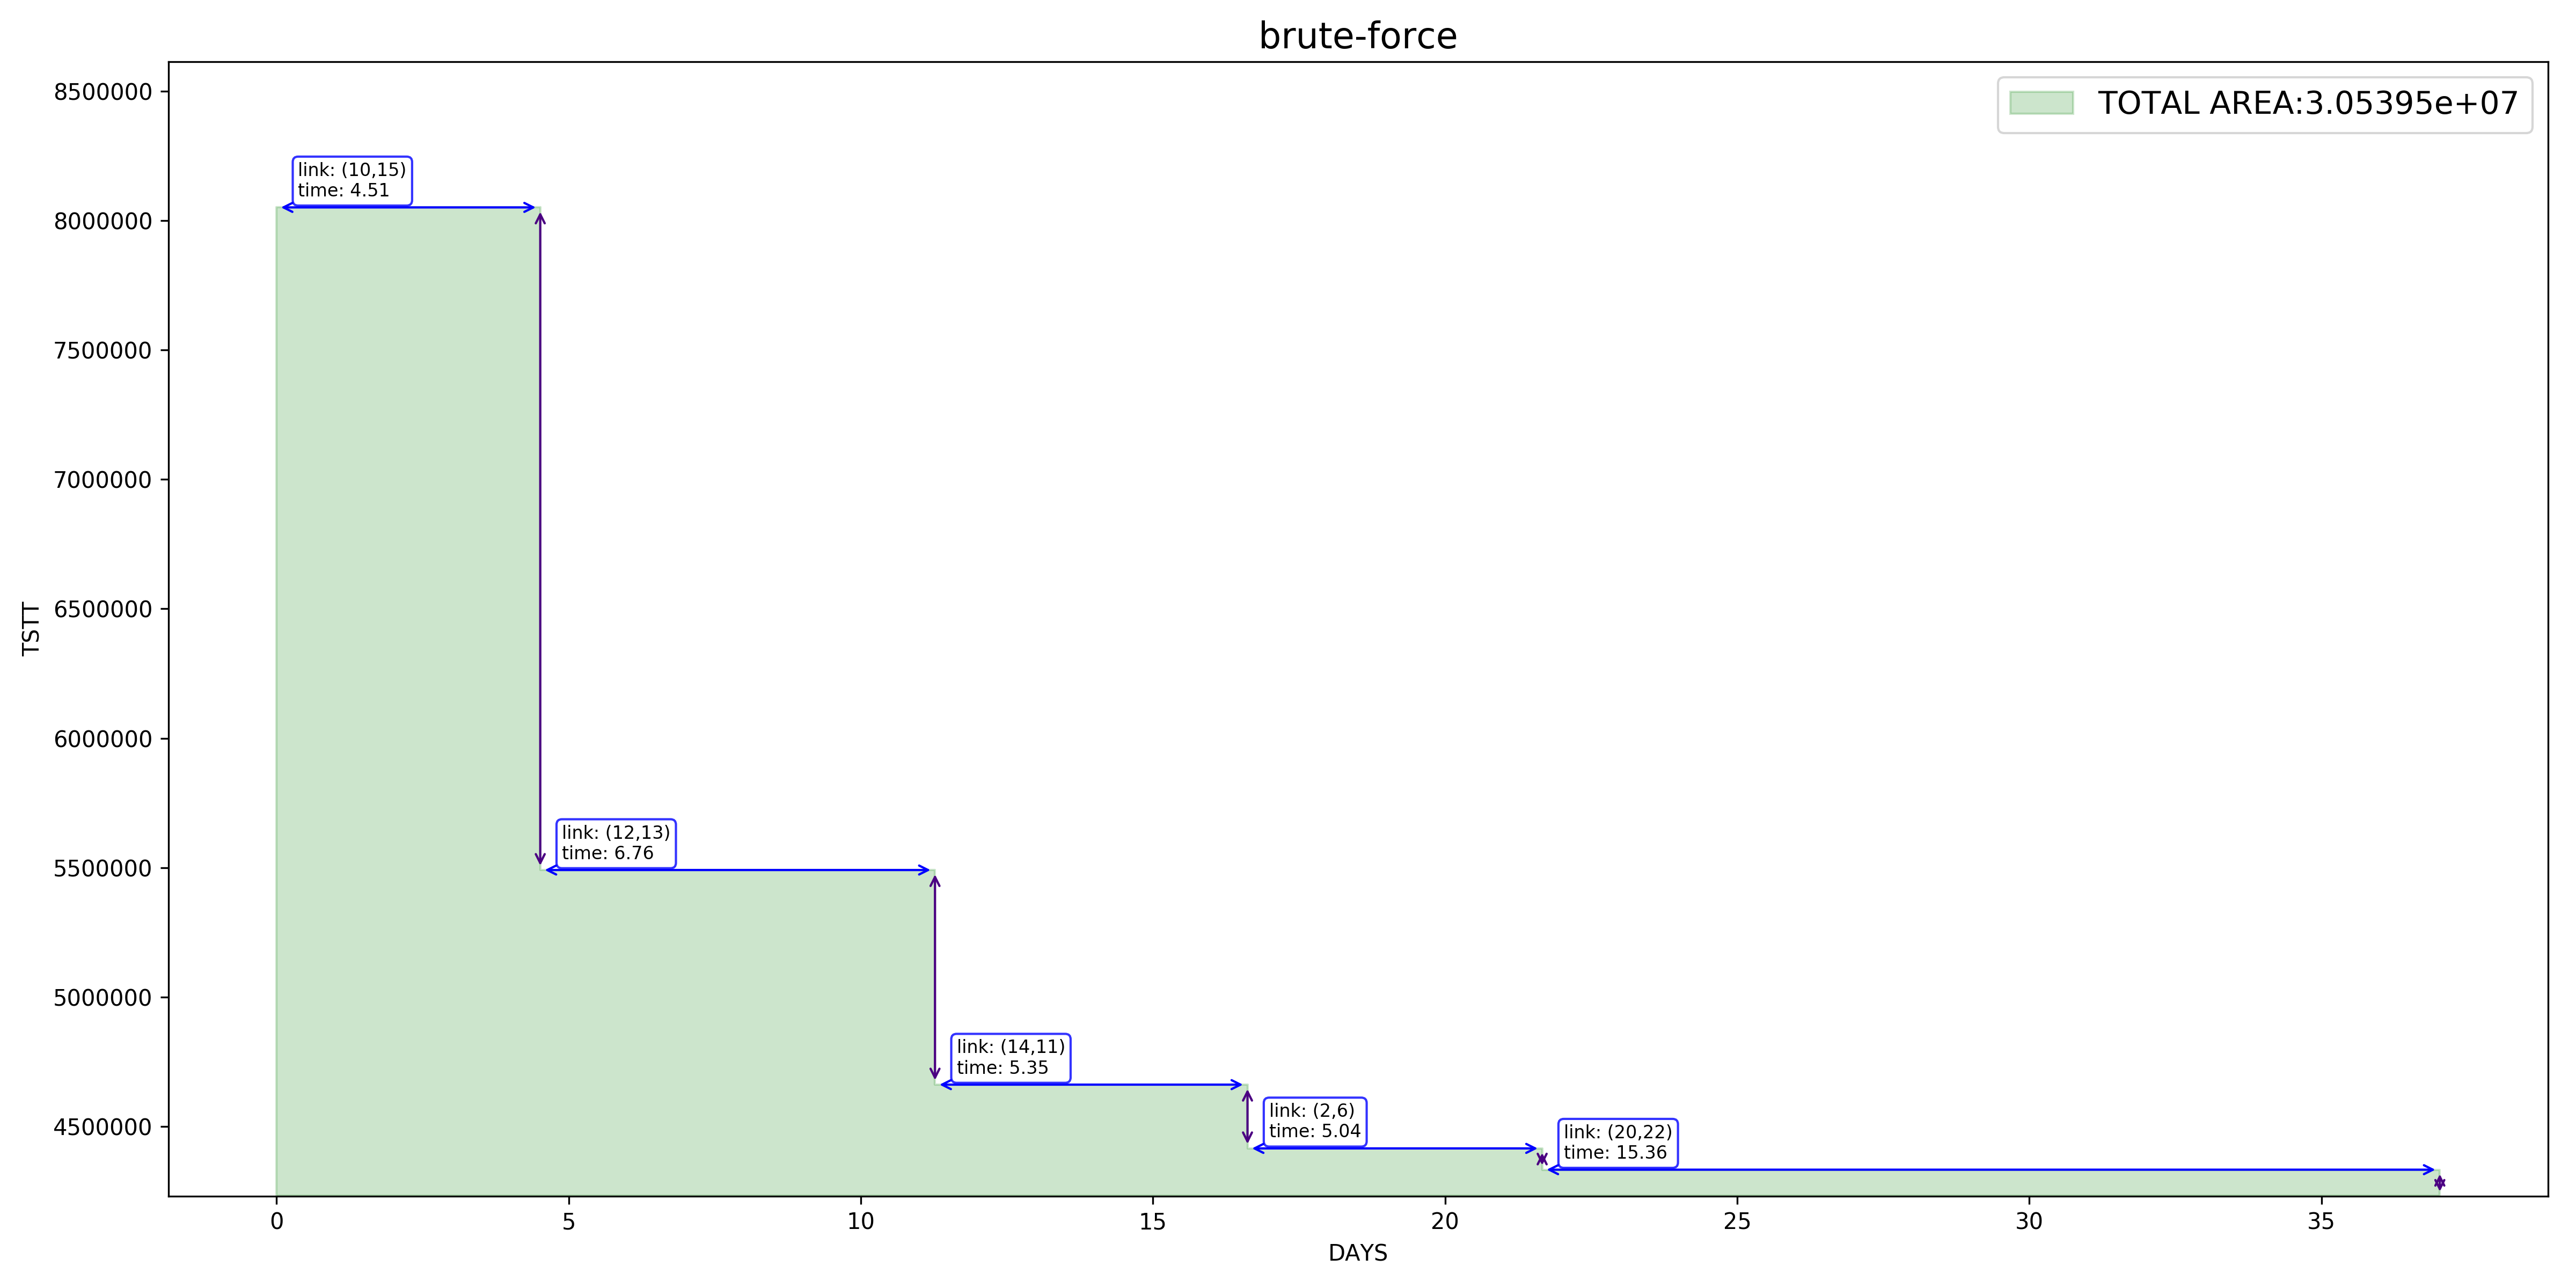 brute-force
TOTAL AREA:3.05395e+07
8500000
8000000
7500000
7000000
6500000
6000000
5500000
5000000
4500000
TSTT
link: (10,15)
time: 4.51
link: (12,13)
time: 6.76
link: (14,11)
time: 5.35
link: (2,6)
time: 5.04
link: (20,22)
time: 15.36
0 5 10 15 20 25 30 35
DAYS